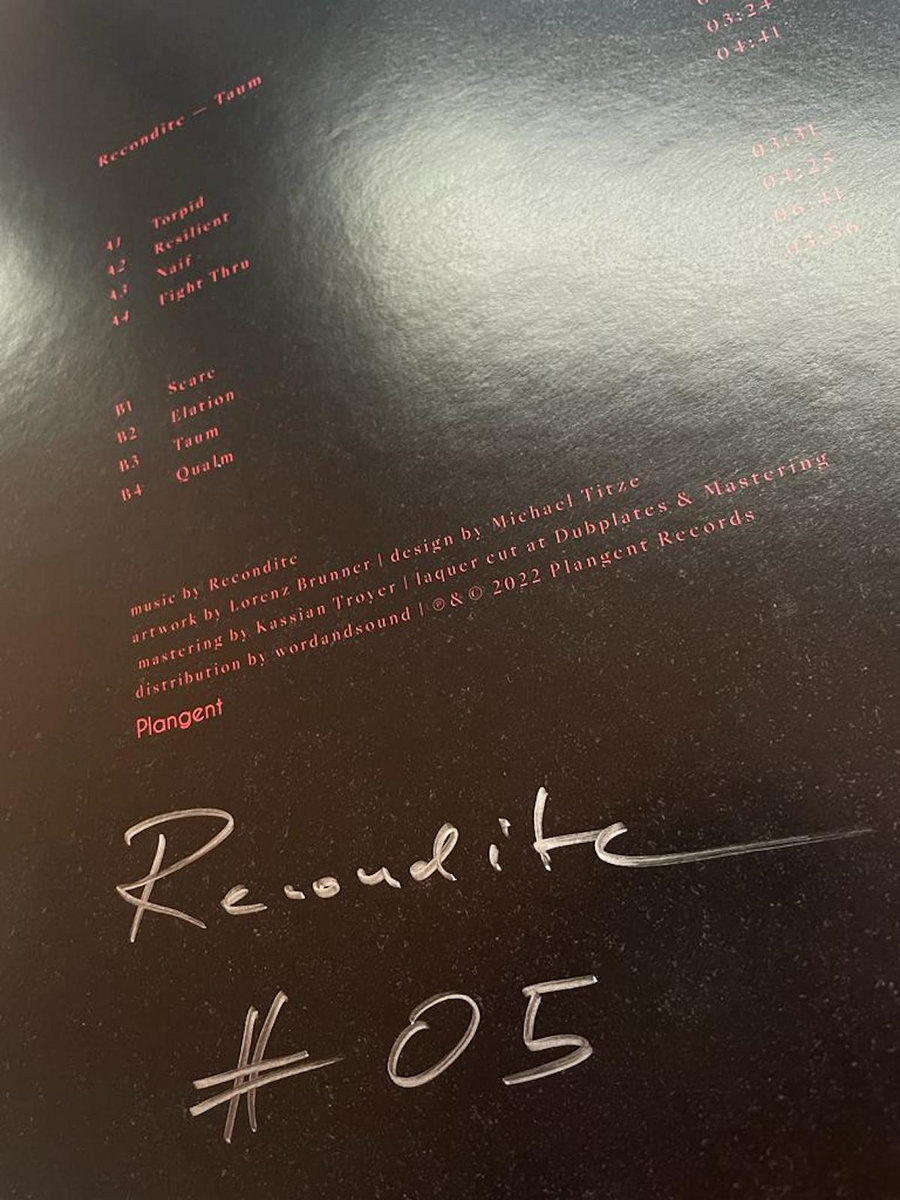 Recondite — Taum
A1 Torpid
A2 Resilient
A3 Naif 03:24
A4 Fight Thru 04:41
B1 Scare 03:31
B2 Elation 04:25
B3 Taum 06:41
B4 Qualm 03:36
music by Recondite
artwork by Lorenz Brunner | design by Michael Titze
mastering by Kassian Troyer | laquer cut at Dubplates & Mastering
distribution by wordandsound | ℗&© 2022 Plangent Records
Plangent
Recondite
# 05